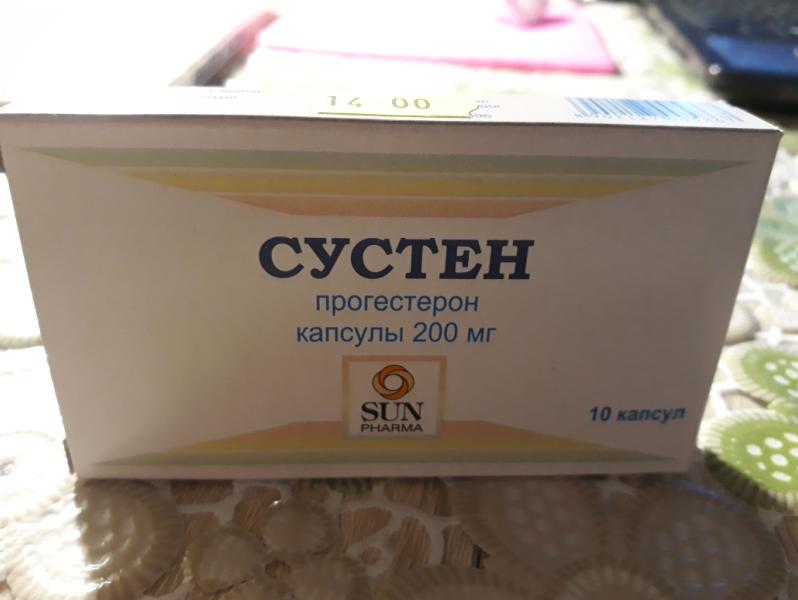 14 00
СУСТЕН
прогестерон
капсулы 200 мг
SUN
PHARMA
10 капсул